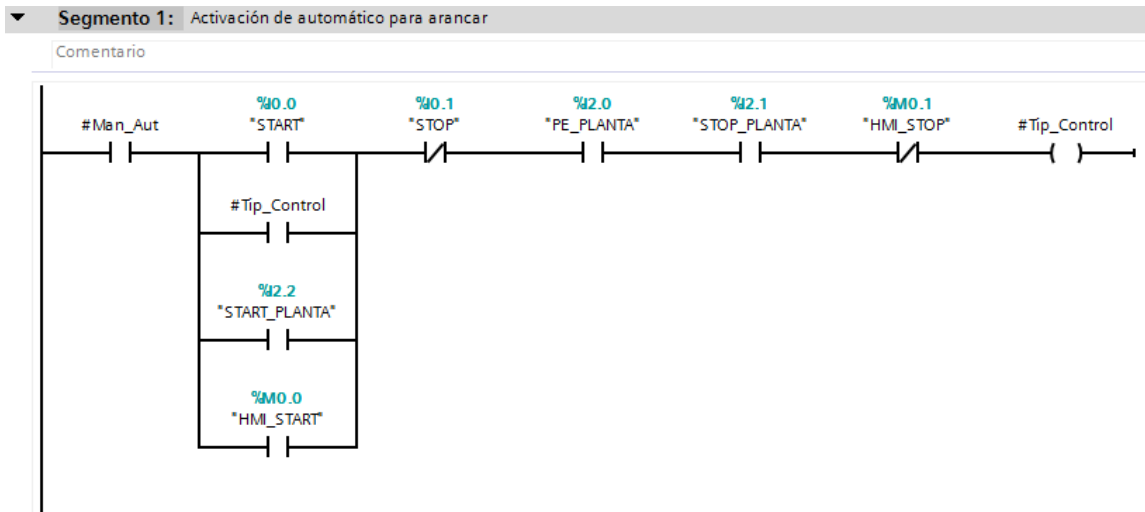 Segmento 1: Activación de automático para arancar
Comentario
%I0.0 %I0.1 %I2.0 %I2.1 %M0.1
#Man_Aut "START" "STOP" "PE_PLANTA" "STOP_PLANTA" "HMI_STOP" #Tip_Control
#Tip_Control
%I2.2
"START_PLANTA"
%M0.0
"HMI_START"